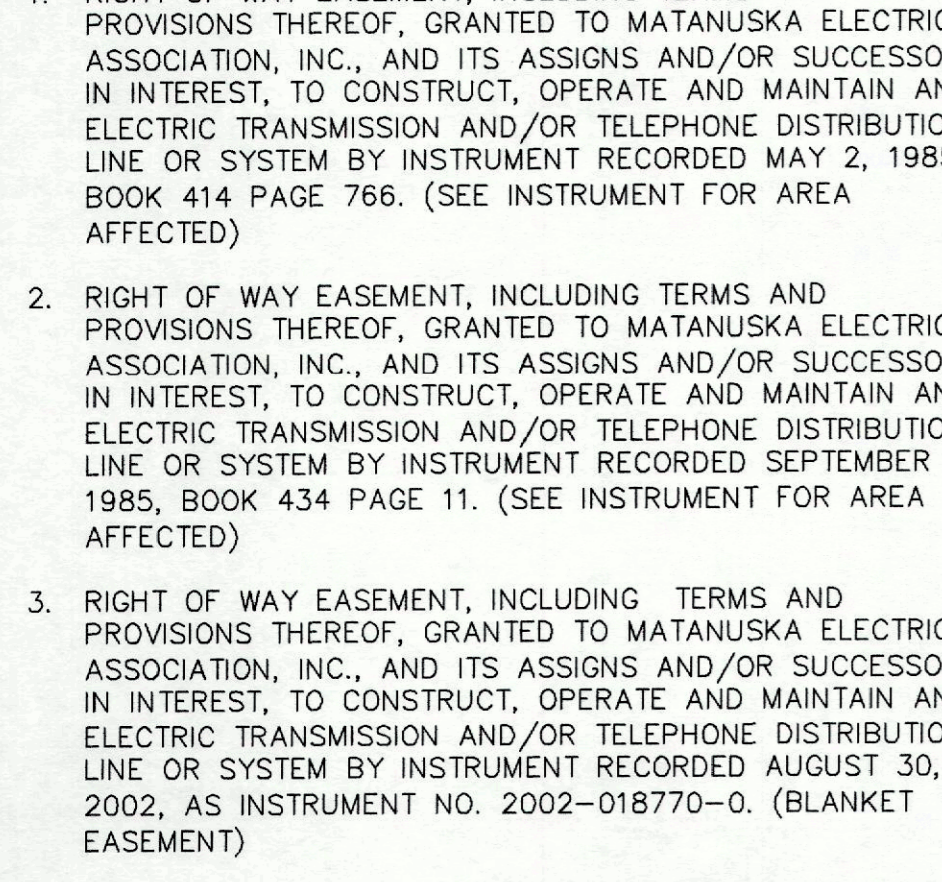 PROVISIONS THEREOF, GRANTED TO MATANUSKA ELECTRIC
ASSOCIATION, INC., AND ITS ASSIGNS AND/OR SUCCESSO
IN INTEREST, TO CONSTRUCT, OPERATE AND MAINTAIN AN
ELECTRIC TRANSMISSION AND/OR TELEPHONE DISTRIBUTIO
LINE OR SYSTEM BY INSTRUMENT RECORDED MAY 2, 1985
BOOK 414 PAGE 766. (SEE INSTRUMENT FOR AREA
AFFECTED)
2. RIGHT OF WAY EASEMENT, INCLUDING TERMS AND
PROVISIONS THEREOF, GRANTED TO MATANUSKA ELECTRIC
ASSOCIATION, INC., AND ITS ASSIGNS AND/OR SUCCESSO
IN INTEREST, TO CONSTRUCT, OPERATE AND MAINTAIN AN
ELECTRIC TRANSMISSION AND/OR TELEPHONE DISTRIBUTIO
LINE OR SYSTEM BY INSTRUMENT RECORDED SEPTEMBER
1985, BOOK 434 PAGE 11. (SEE INSTRUMENT FOR AREA
AFFECTED)
3. RIGHT OF WAY EASEMENT, INCLUDING TERMS AND
PROVISIONS THEREOF, GRANTED TO MATANUSKA ELECTRIC
ASSOCIATION, INC., AND ITS ASSIGNS AND/OR SUCCESSO
IN INTEREST, TO CONSTRUCT, OPERATE AND MAINTAIN AN
ELECTRIC TRANSMISSION AND/OR TELEPHONE DISTRIBUTIO
LINE OR SYSTEM BY INSTRUMENT RECORDED AUGUST 30,
2002, AS INSTRUMENT NO. 2002-018770-0. (BLANKET
EASEMENT)